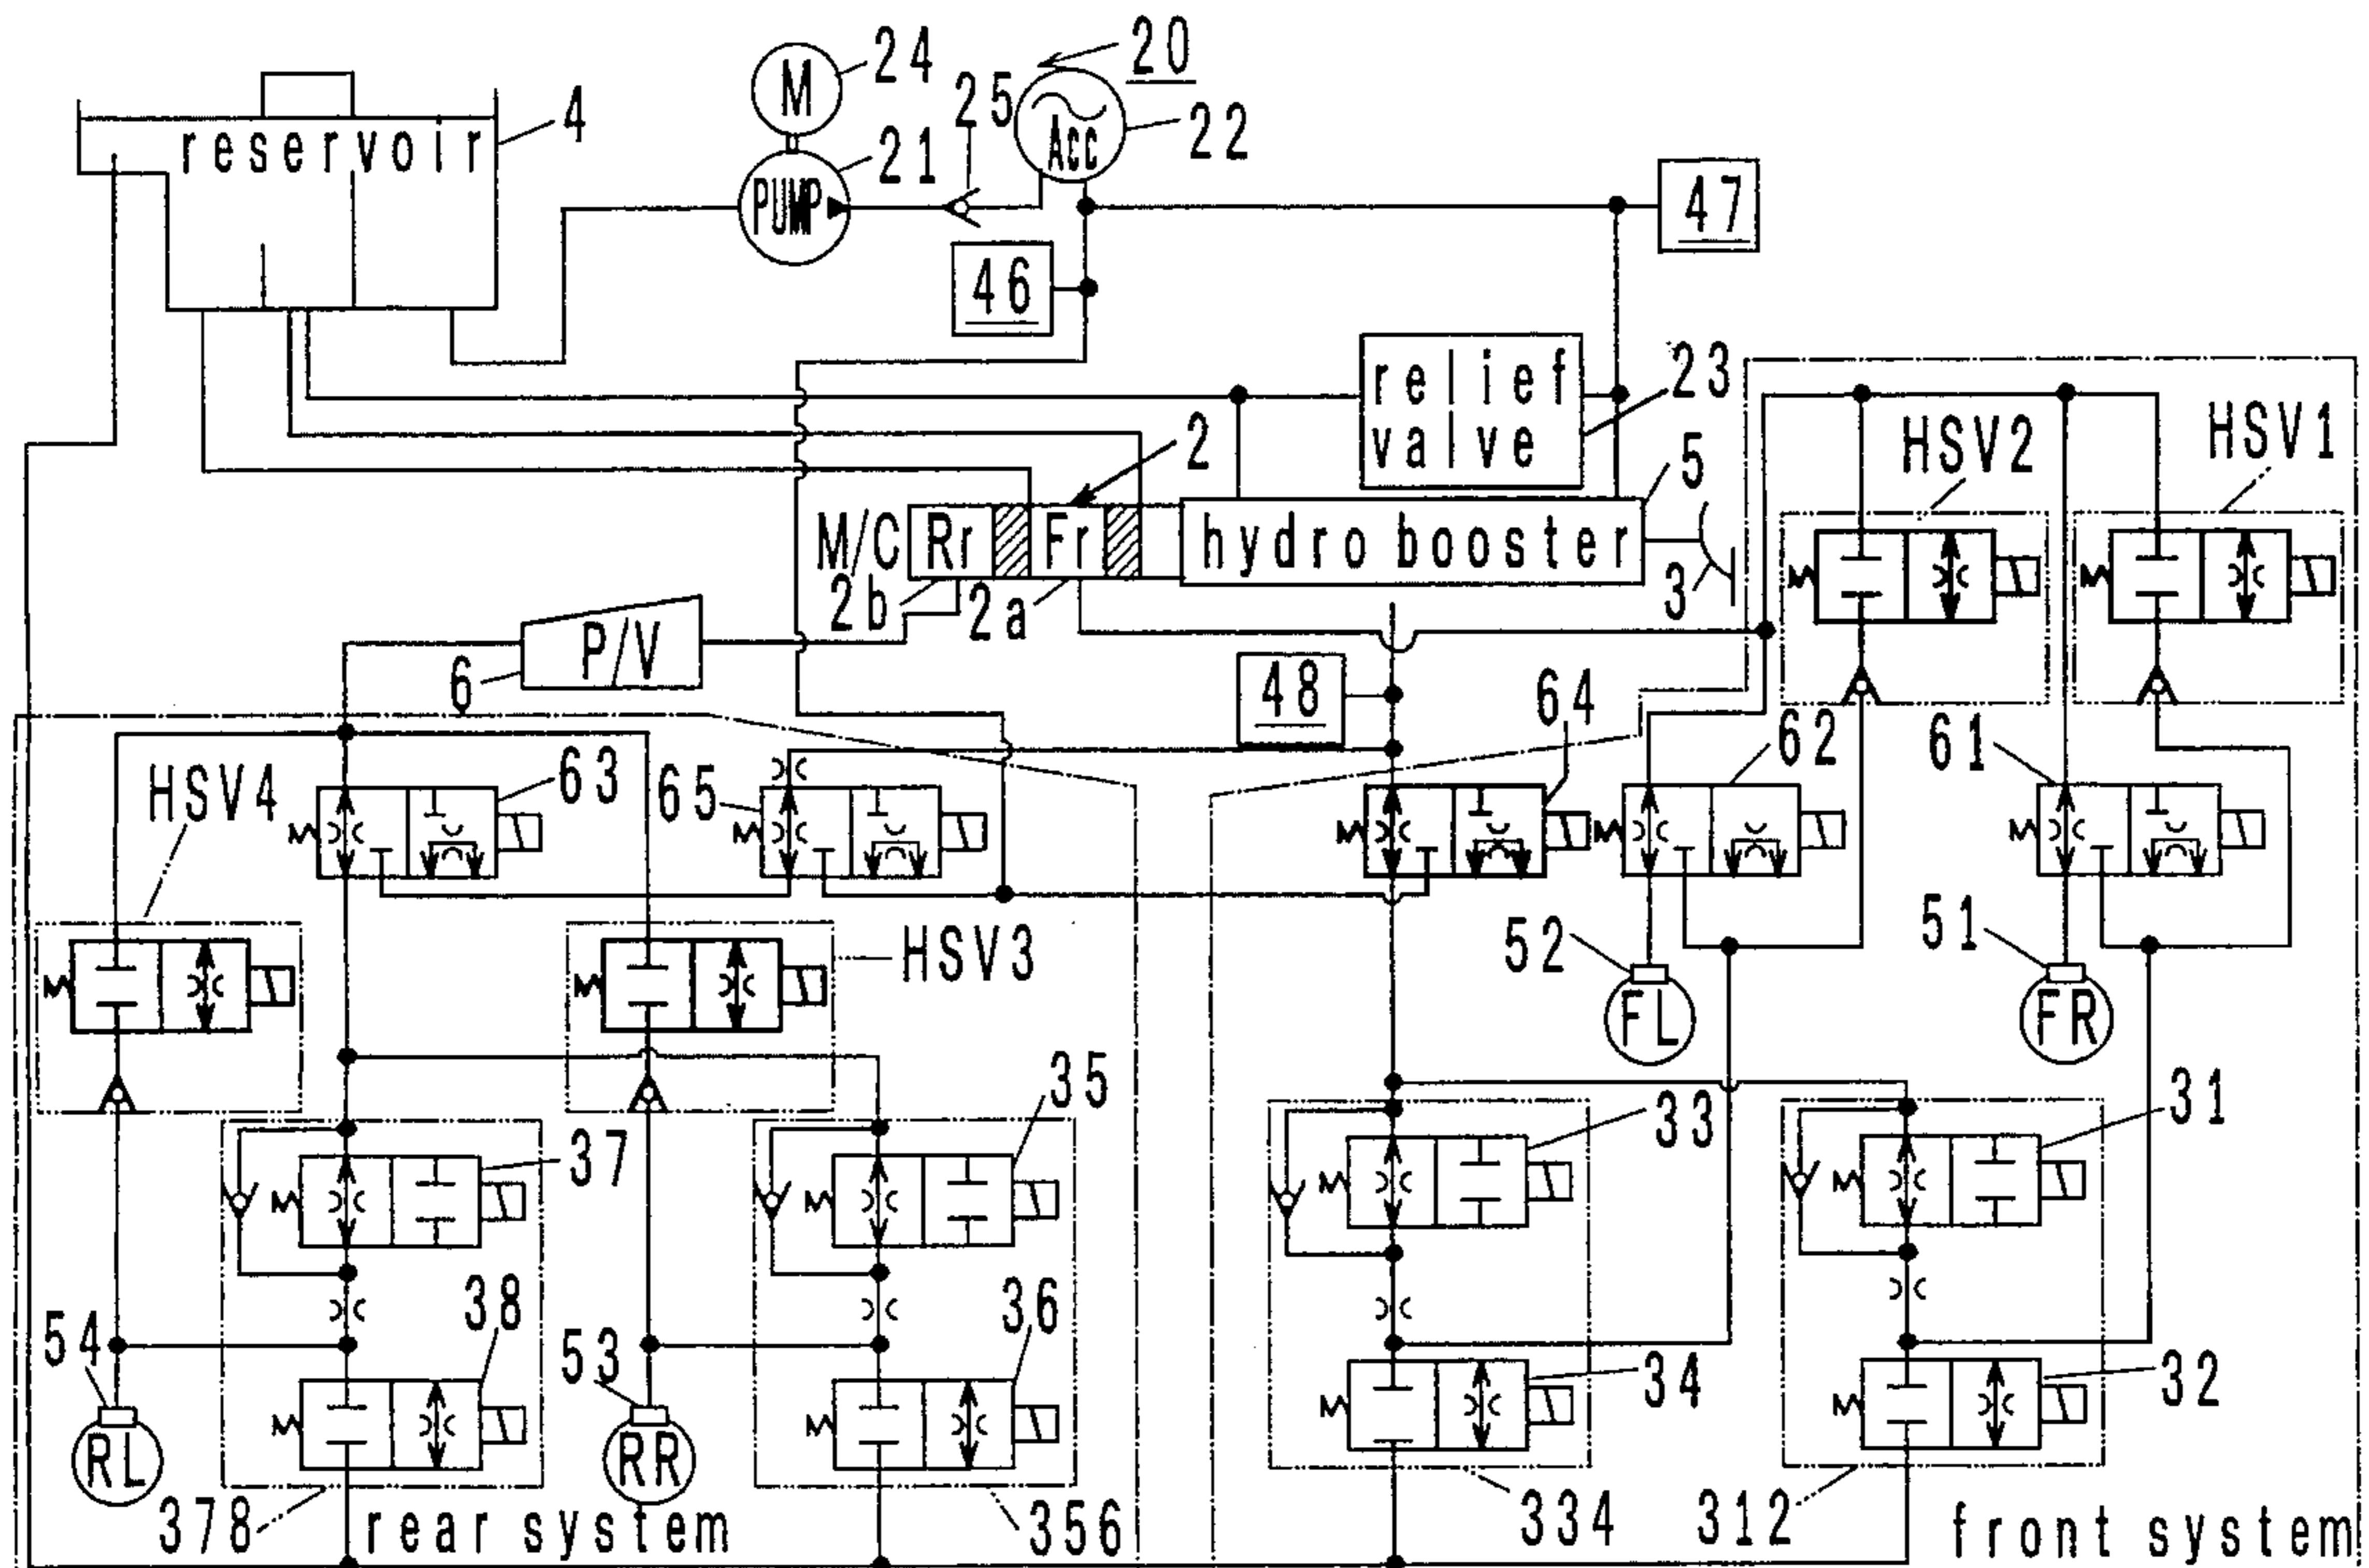 20
24
M
25
4
reservoir
Acc
22
21
PUMP
47
46
relief
valve
23
2
5
HSV2
HSV1
M/C
Rr
Fr
hydro booster
2b
2a
3
P/V
6
48
64
62
61
HSV4
63
65
52
51
HSV3
FL
FR
35
33
31
37
54
38
53
36
34
32
RL
RR
378
rear system
356
334
312
front system